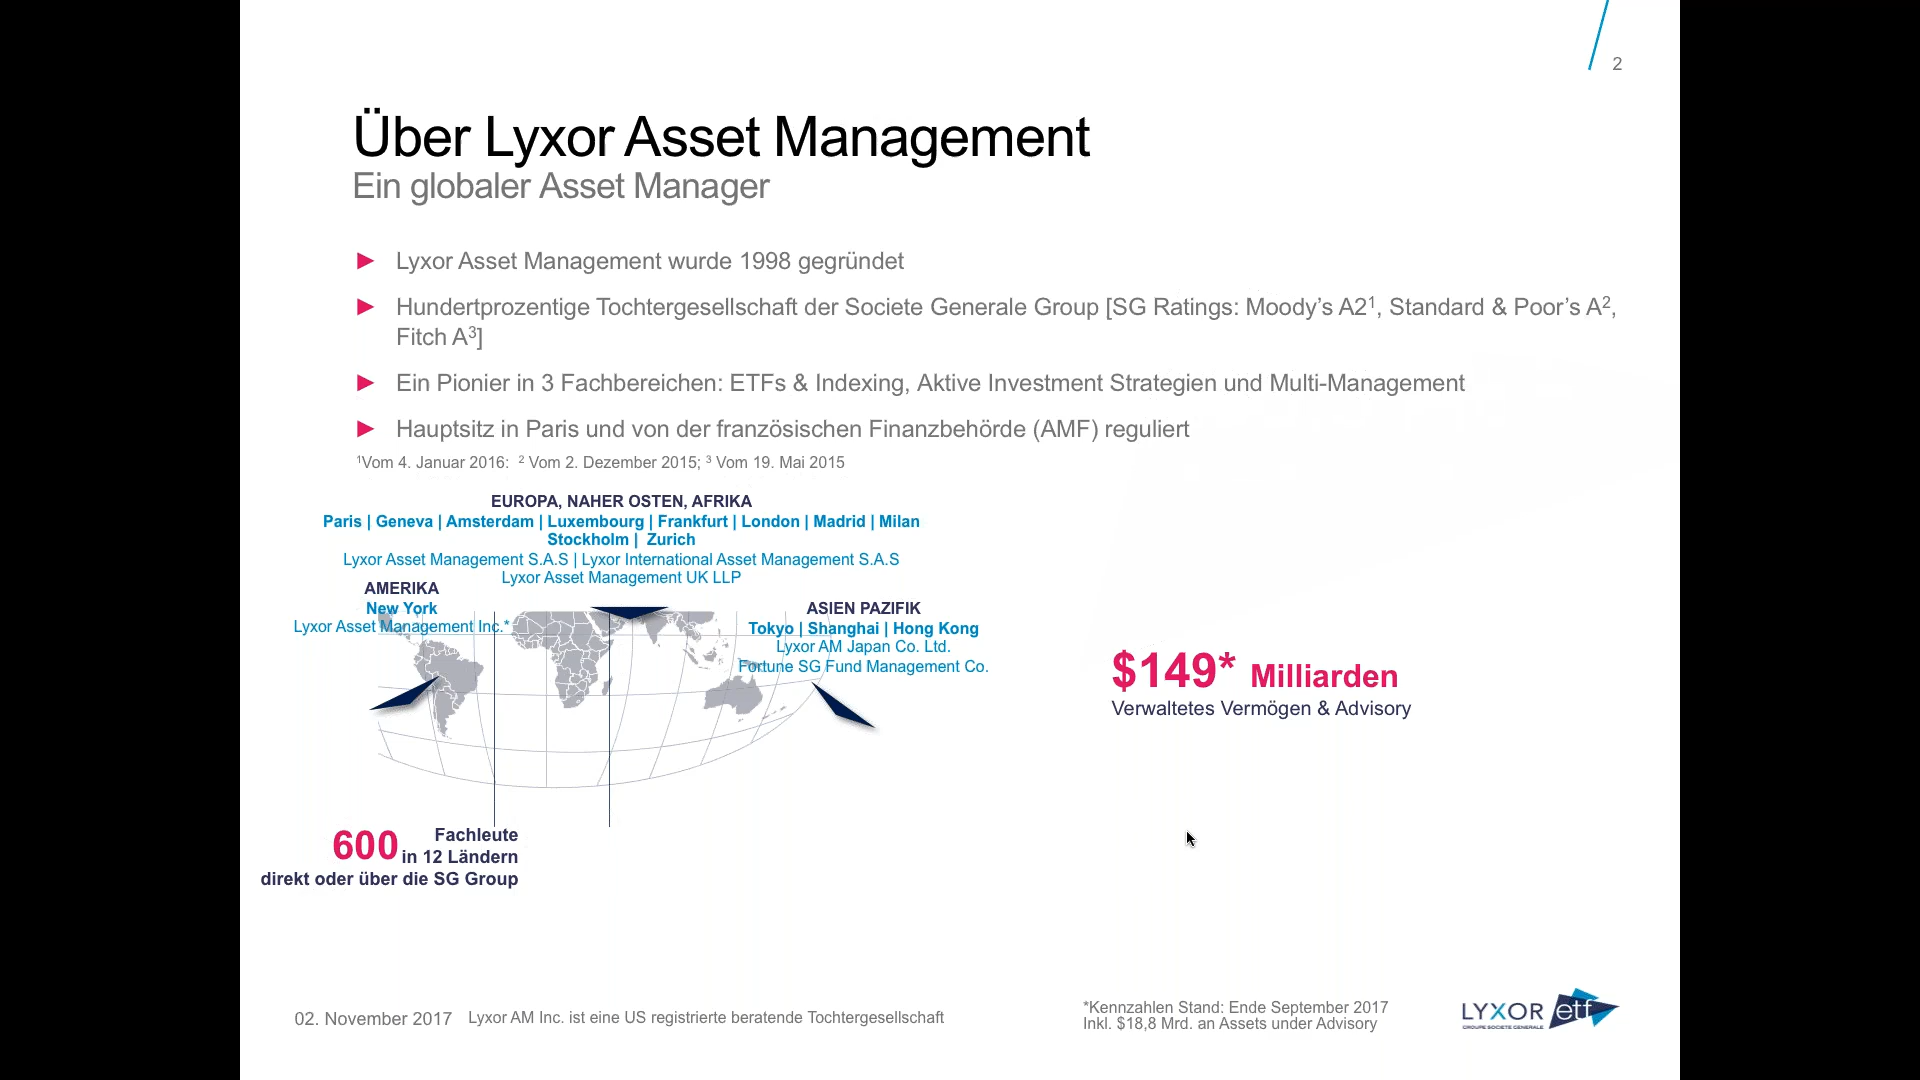 2
Über Lyxor Asset Management
Ein globaler Asset Manager
► Lyxor Asset Management wurde 1998 gegründet
► Hundertprozentige Tochtergesellschaft der Societe Generale Group [SG Ratings: Moody’s A2¹, Standard & Poor’s A²,
Fitch A³]
► Ein Pionier in 3 Fachbereichen: ETFs & Indexing, Aktive Investment Strategien und Multi-Management
► Hauptsitz in Paris und von der französischen Finanzbehörde (AMF) reguliert
¹Vom 4. Januar 2016: ² Vom 2. Dezember 2015; ³ Vom 19. Mai 2015
EUROPA, NAHER OSTEN, AFRIKA
Paris | Geneva | Amsterdam | Luxembourg | Frankfurt | London | Madrid | Milan
Stockholm | Zurich
Lyxor Asset Management S.A.S | Lyxor International Asset Management S.A.S
Lyxor Asset Management UK LLP
AMERIKA
New York
Lyxor Asset Management Inc.*
ASIEN PAZIFIK
Tokyo | Shanghai | Hong Kong
Lyxor AM Japan Co. Ltd.
Fortune SG Fund Management Co.
$149* Milliarden
Verwaltetes Vermögen & Advisory
600 Fachleute
in 12 Ländern
direkt oder über die SG Group
02. November 2017 Lyxor AM Inc. ist eine US registrierte beratende Tochtergesellschaft
*Kennzahlen Stand: Ende September 2017
Inkl. $18,8 Mrd. an Assets under Advisory
LYXOR etf
GROUPE SOCIETE GENERALE